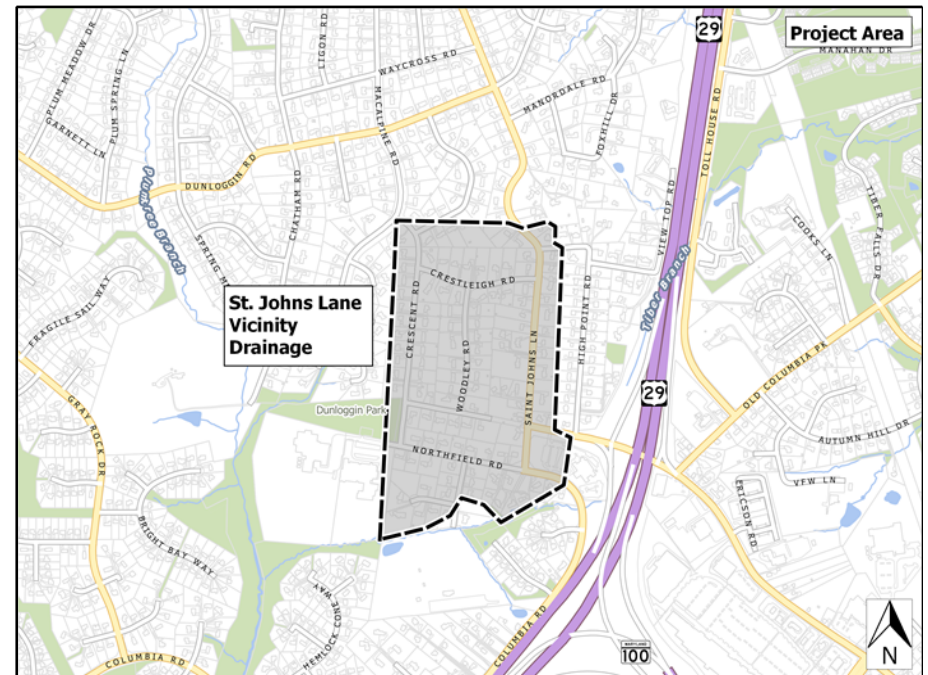 29
Project Area
MANAHAN DR
PLUM MEADOW DR
PLUM SPRING LN
GARNETT LN
LIGON RD
WAYCROSS RD
MACALPINE RD
MANORDALE RD
FOXHILL DR
TOLL HOUSE RD
DUNLOGGIN RD
Plumtree Branch
CHATHAM RD
SPRING ME
VIEW TOP RD
COOKS LN
TIBER FALLS DR
Tiber Branch
FRAGILE SAIL WAY
St. Johns Lane
Vicinity
Drainage
CRESTLEIGH RD
CRESCENT RD
WOODLEY RD
SAINT JOHNS LN
HIGH POINT RD
OLD COLUMBIA PK
29
GRAY ROCK DR
Dunloggin Park
NORTHFIELD RD
AUTUMN HILL DR
VFW LN
ERICSON RD
BRIGHT BAY WAY
HEMLOCK CONE WAY
COLUMBIA RD
COLUMBIA RD
MARYLAND
100
N